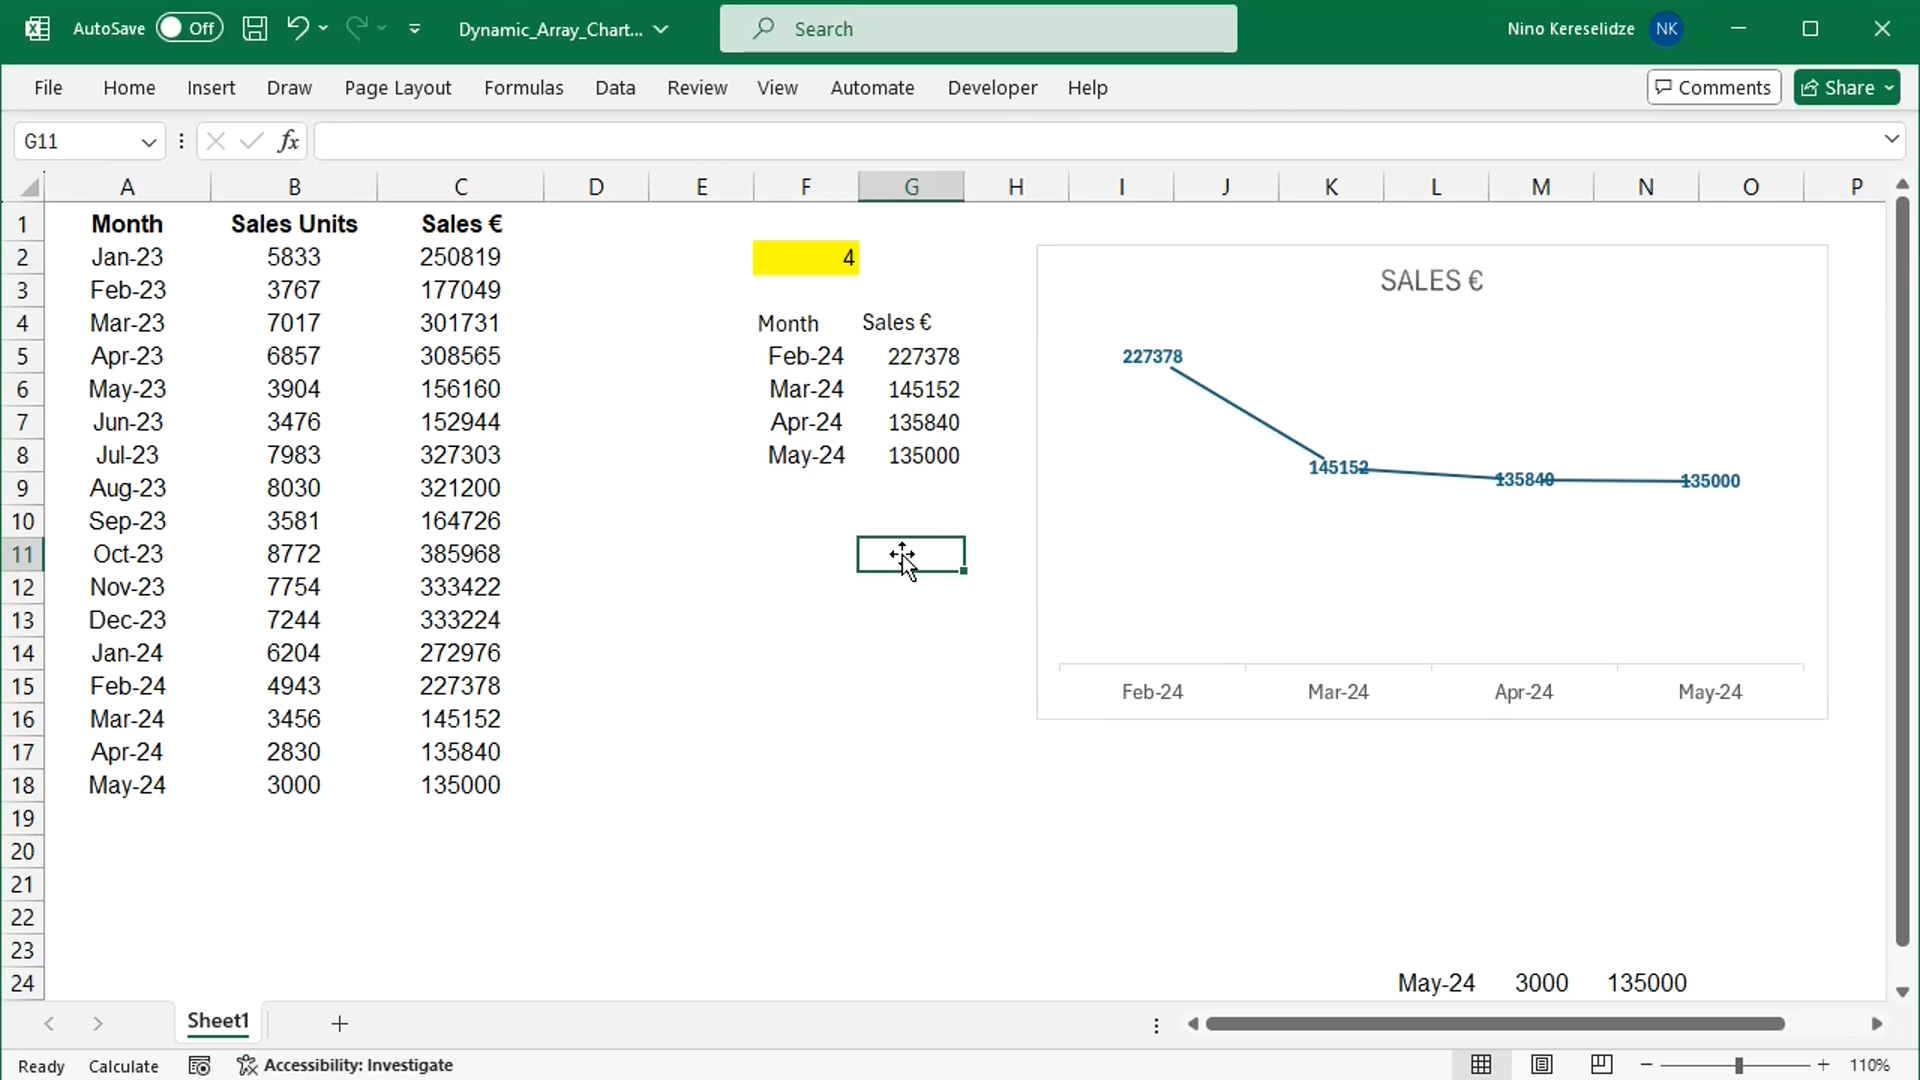 AutoSave Off Dynamic_Array_Chart... Search Nino Kereselidze NK
File Home Insert Draw Page Layout Formulas Data Review View Automate Developer Help Comments Share
G11 fx
A B C D E F G H I J K L M N O P
1 Month Sales Units Sales €
2 Jan-23 5833 250819 4
3 Feb-23 3767 177049
4 Mar-23 7017 301731 Month Sales €
5 Apr-23 6857 308565 Feb-24 227378
6 May-23 3904 156160 Mar-24 145152
7 Jun-23 3476 152944 Apr-24 135840
8 Jul-23 7983 327303 May-24 135000
9 Aug-23 8030 321200
10 Sep-23 3581 164726
11 Oct-23 8772 385968
12 Nov-23 7754 333422
13 Dec-23 7244 333224
14 Jan-24 6204 272976
15 Feb-24 4943 227378
16 Mar-24 3456 145152
17 Apr-24 2830 135840
18 May-24 3000 135000
19
20
21
22
23
24 May-24 3000 135000
SALES €
227378
145152 135840 135000
Feb-24 Mar-24 Apr-24 May-24
Sheet1
Ready Calculate Accessibility: Investigate 110%